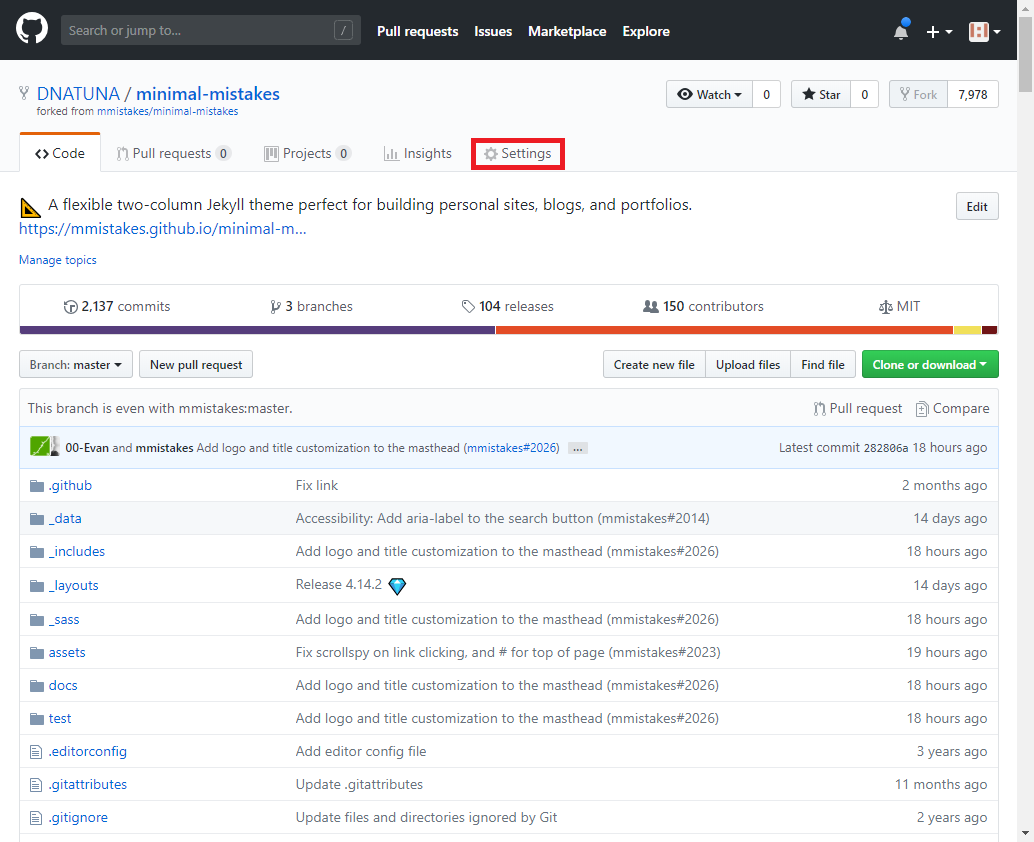 Search or jump to... /
Pull requests Issues Marketplace Explore
DNATUNA / minimal-mistakes
forked from mmistakes/minimal-mistakes
Watch 0 Star 0 Fork 7,978
Code Pull requests 0 Projects 0 Insights Settings
A flexible two-column Jekyll theme perfect for building personal sites, blogs, and portfolios.
Edit
https://mmistakes.github.io/minimal-m...
Manage topics
2,137 commits 3 branches 104 releases 150 contributors MIT
Branch: master New pull request Create new file Upload files Find file Clone or download
This branch is even with mmistakes:master. Pull request Compare
00-Evan and mmistakes Add logo and title customization to the masthead (mmistakes#2026) ... Latest commit 282806a 18 hours ago
.github Fix link 2 months ago
_data Accessibility: Add aria-label to the search button (mmistakes#2014) 14 days ago
_includes Add logo and title customization to the masthead (mmistakes#2026) 18 hours ago
_layouts Release 4.14.2 14 days ago
_sass Add logo and title customization to the masthead (mmistakes#2026) 18 hours ago
assets Fix scrollspy on link clicking, and # for top of page (mmistakes#2023) 19 hours ago
docs Add logo and title customization to the masthead (mmistakes#2026) 18 hours ago
test Add logo and title customization to the masthead (mmistakes#2026) 18 hours ago
.editorconfig Add editor config file 3 years ago
.gitattributes Update .gitattributes 11 months ago
.gitignore Update files and directories ignored by Git 2 years ago